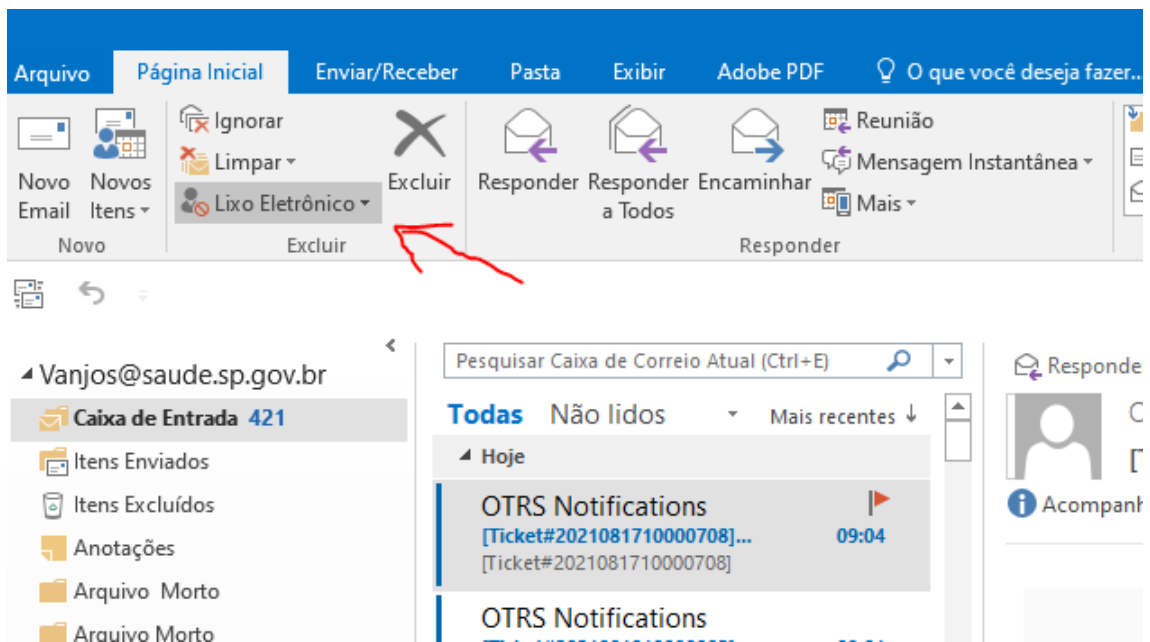 Arquivo Página Inicial Enviar/Receber Pasta Exibir Adobe PDF O que você deseja fazer...
Novo Email
Novos Itens
Ignorar
Limpar
Lixo Eletrônico
Excluir
Responder
Responder a Todos
Encaminhar
Reunião
Mensagem Instantânea
Mais
Novo Excluir Responder
Vanjos@saude.sp.gov.br
Caixa de Entrada 421
Itens Enviados
Itens Excluídos
Anotações
Arquivo Morto
Arquivo Morto
Pesquisar Caixa de Correio Atual (Ctrl+E)
Todas Não lidos Mais recentes ↓
Hoje
OTRS Notifications
[Ticket#2021081710000708]... 09:04
[Ticket#2021081710000708]
OTRS Notifications
Responde
[T
Acompanh